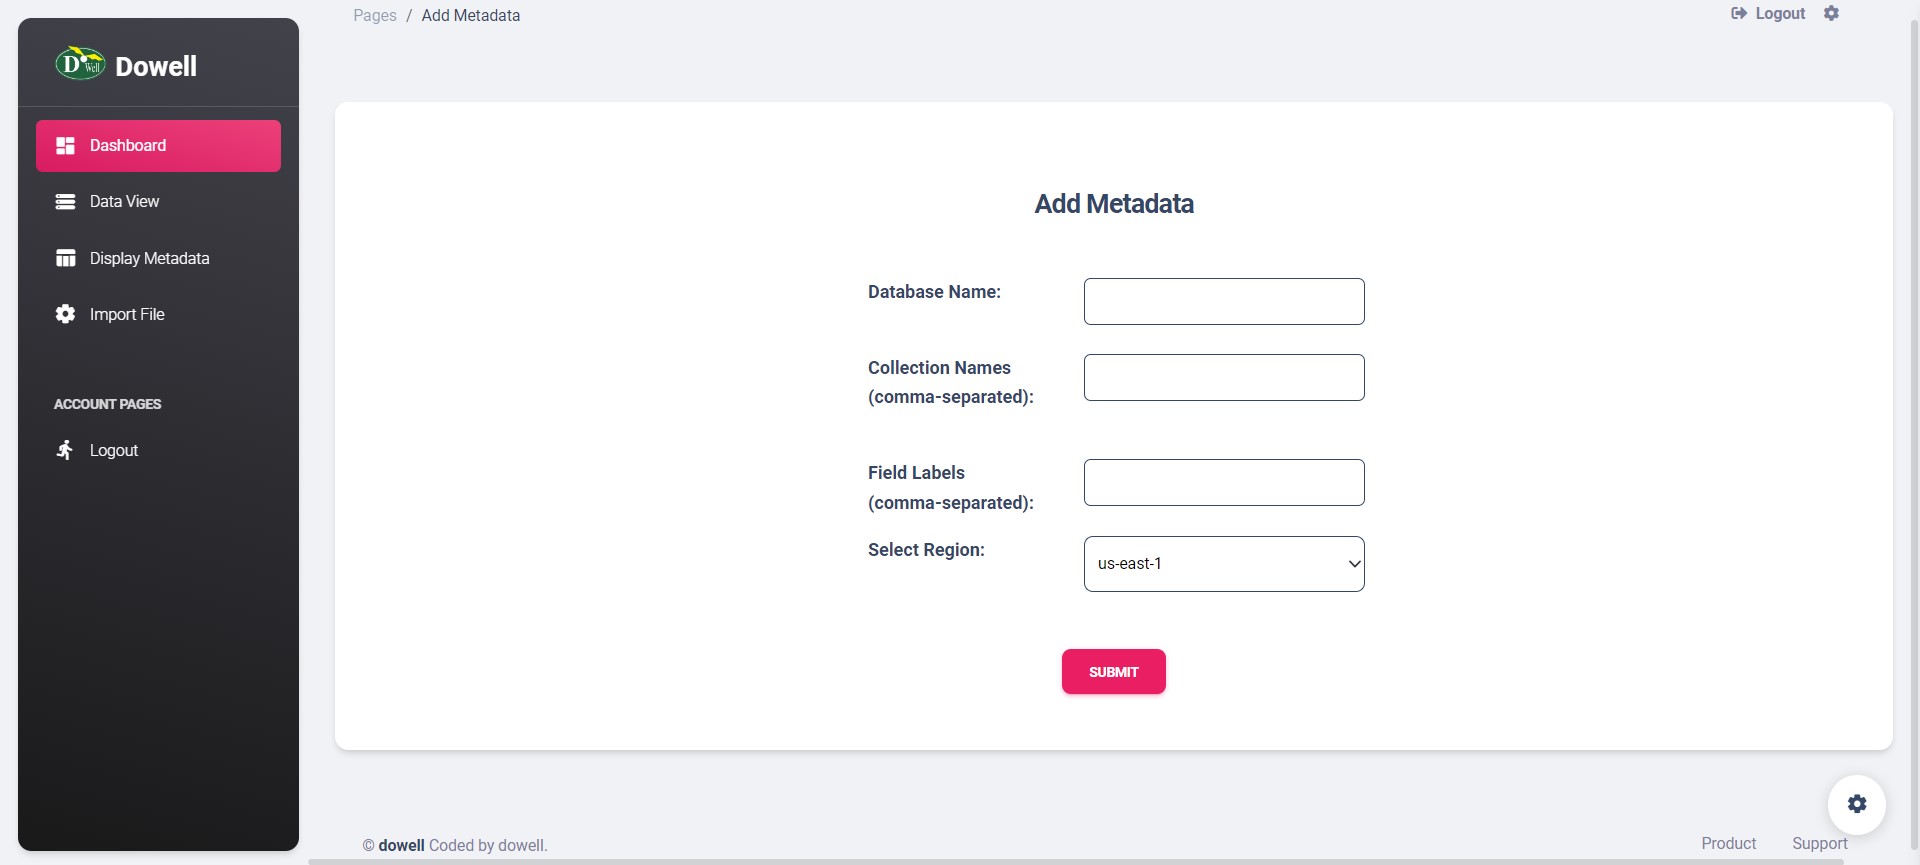 D Well
Dowell
Dashboard
Data View
Display Metadata
Import File
ACCOUNT PAGES
Logout
Pages / Add Metadata
Logout
Add Metadata
Database Name:
Collection Names
(comma-separated):
Field Labels
(comma-separated):
Select Region:
us-east-1
SUBMIT
© dowell Coded by dowell.
Product
Support